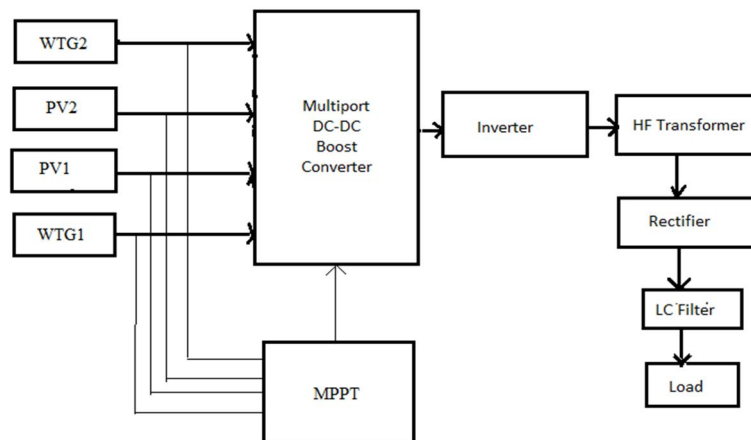 WTG2
PV2
PV1
WTG1
Multiport
DC-DC
Boost
Converter
Inverter
HF Transformer
Rectifier
LC Filter
Load
MPPT